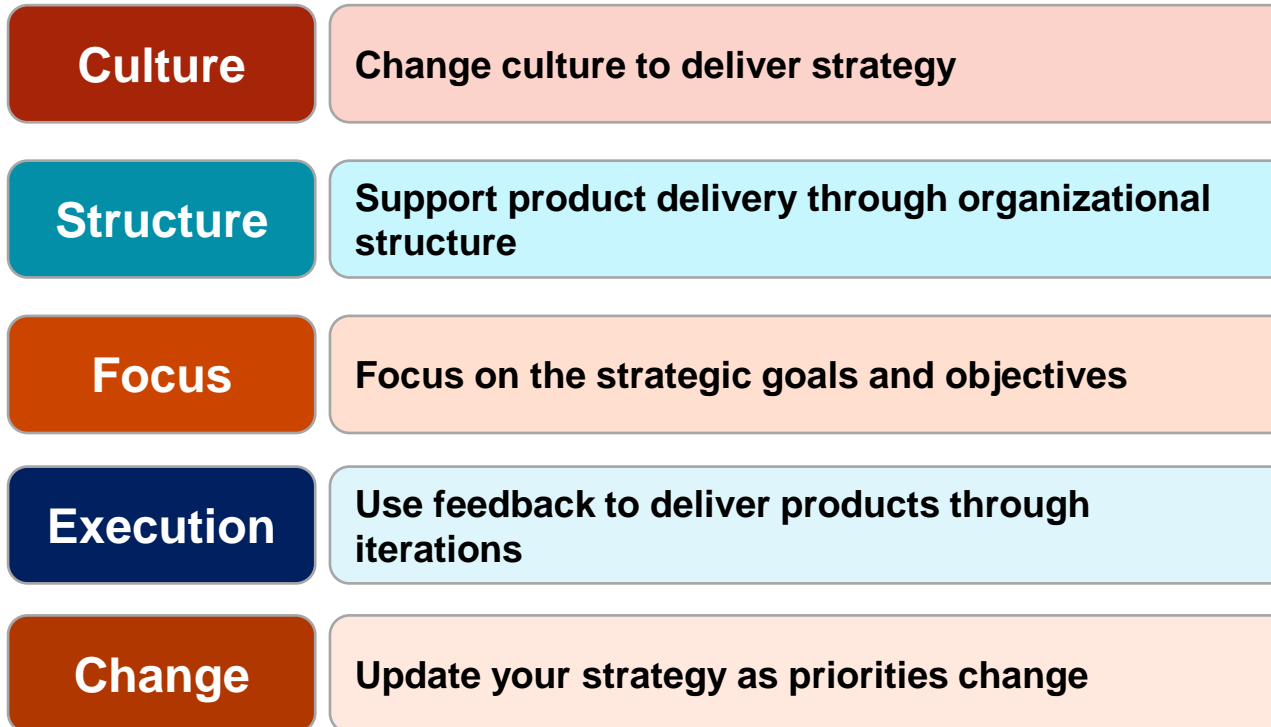 Culture
Change culture to deliver strategy
Structure
Support product delivery through organizational
structure
Focus
Focus on the strategic goals and objectives
Execution
Use feedback to deliver products through
iterations
Change
Update your strategy as priorities change